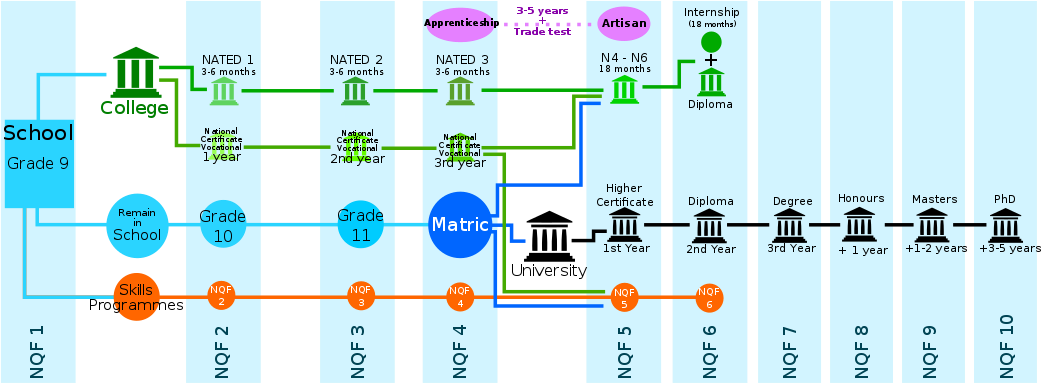 Apprenticeship
3-5 years
+
Trade test
Artisan
Internship
(18 months)
+
Diploma
College
NATED 1
3-6 months
NATED 2
3-6 months
NATED 3
3-6 months
N4 - N6
18 months
National
Certificate
Vocational
1 year
National
Certificate
Vocational
2nd year
National
Certificate
Vocational
3rd year
School
Grade 9
Remain
in
School
Grade
10
Grade
11
Matric
University
Higher
Certificate
1st Year
Diploma
2nd Year
Degree
3rd Year
Honours
+ 1 year
Masters
+1-2 years
PhD
+3-5 years
Skills
Programmes
NQF
2
NQF
3
NQF
4
NQF
5
NQF
6
NQF 1
NQF 2
NQF 3
NQF 4
NQF 5
NQF 6
NQF 7
NQF 8
NQF 9
NQF 10